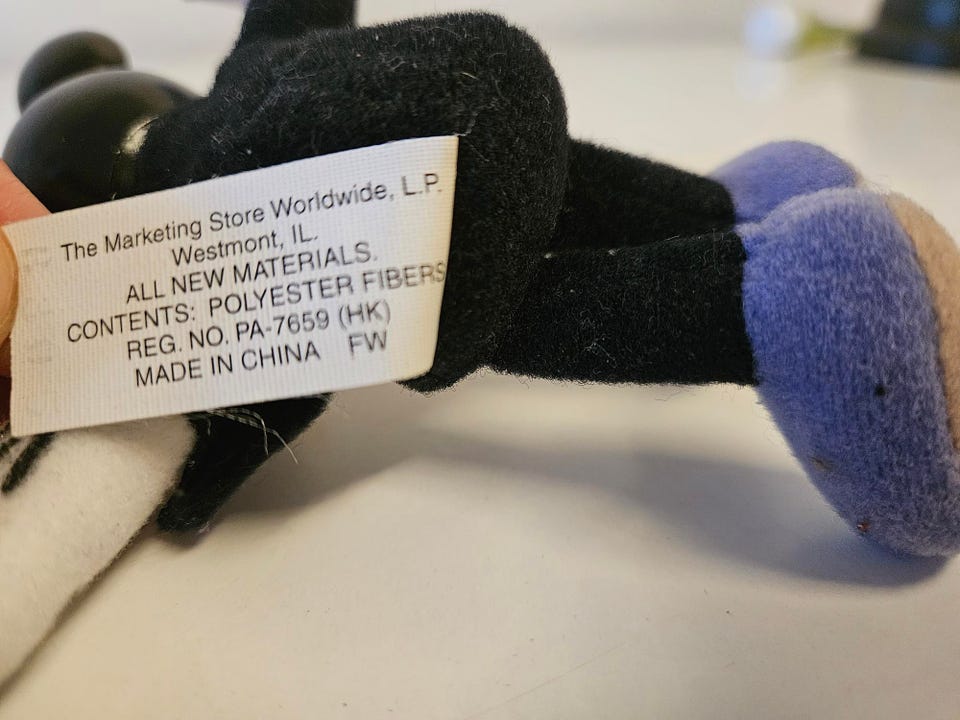 The Marketing Store Worldwide, L.P.
Westmont, IL.
ALL NEW MATERIALS.
CONTENTS: POLYESTER FIBERS
REG. NO. PA-7659 (HK)
MADE IN CHINA FW